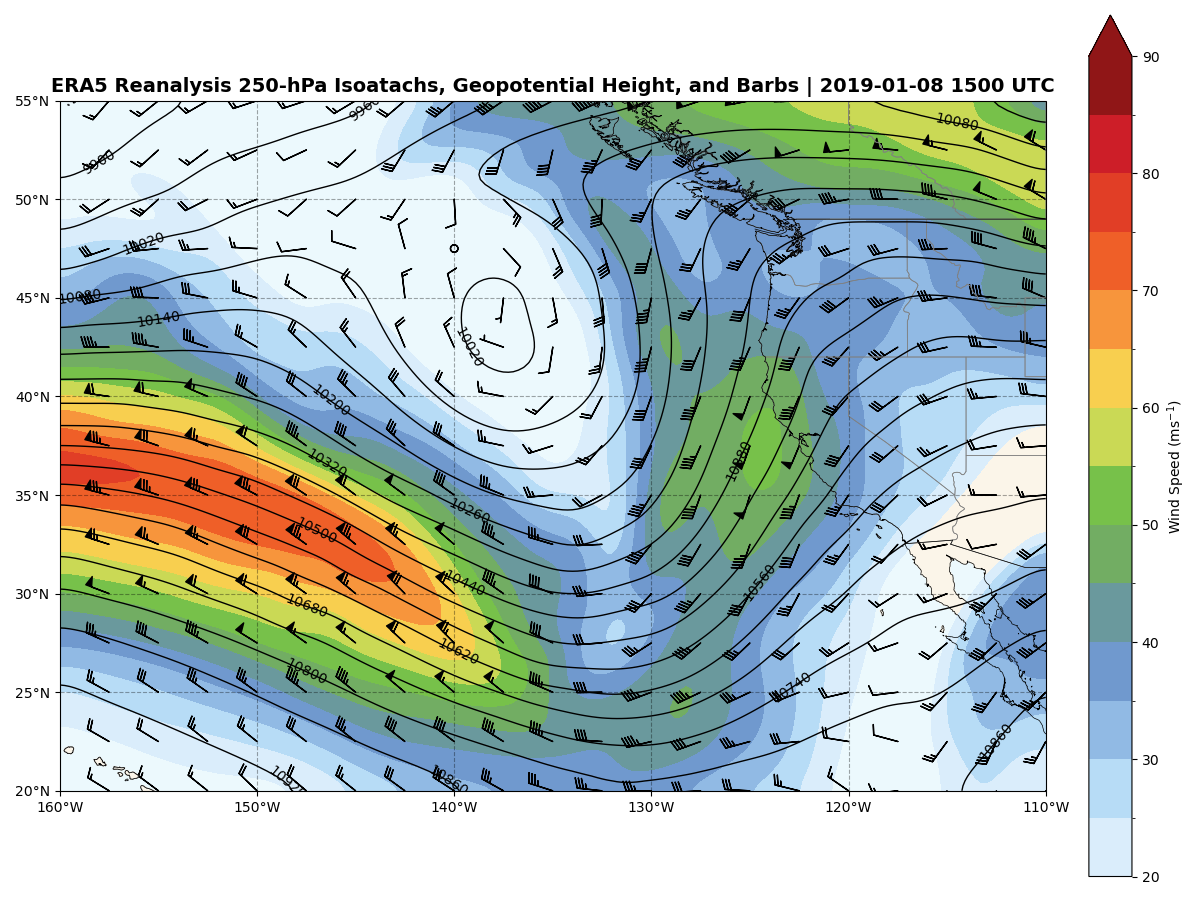 ERA5 Reanalysis 250-hPa Isoatachs, Geopotential Height, and Barbs | 2019-01-08 1500 UTC
90
80
70
60
50
40
30
20
Wind Speed (ms⁻¹)
55°N
50°N
45°N
40°N
35°N
30°N
25°N
20°N
160°W
150°W
140°W
130°W
120°W
110°W
9960
10080
9900
10020
10080
10140
10020
10200
10320
10380
10260
10500
10440
10560
10680
10620
10800
10740
10860
10860